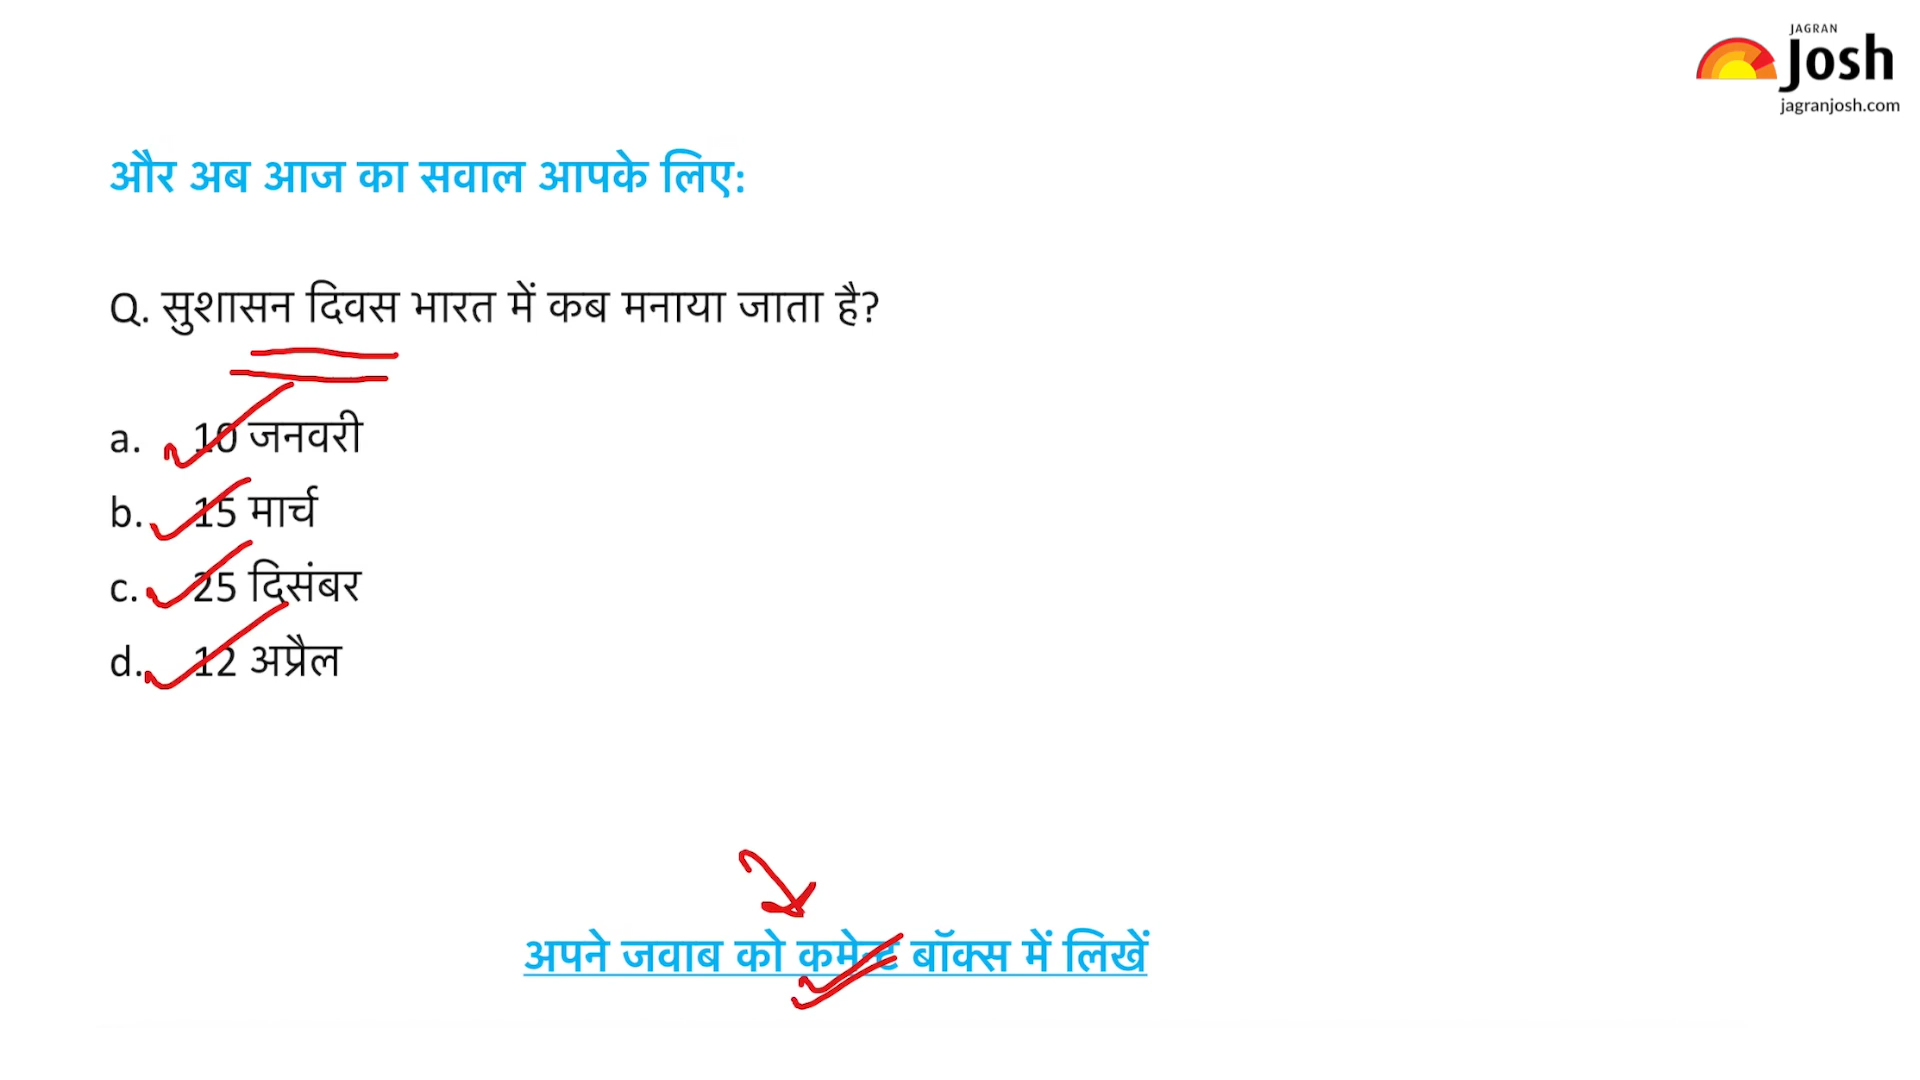 JAGRAN
Josh
jagranjosh.com
और अब आज का सवाल आपके लिए:
Q. सुशासन दिवस भारत में कब मनाया जाता है?
a. 10 जनवरी
b. 15 मार्च
c. 25 दिसंबर
d. 12 अप्रैल
अपने जवाब को कमेन्ट बॉक्स में लिखें